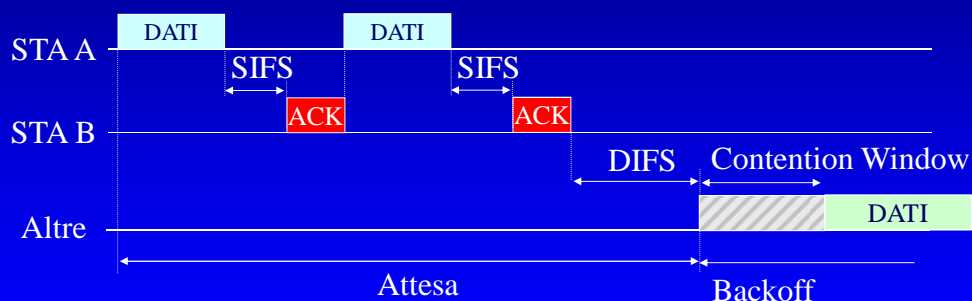 DATI DATI
STA A
SIFS SIFS
ACK ACK
STA B
DIFS Contention Window
DATI
Altre
Attesa Backoff